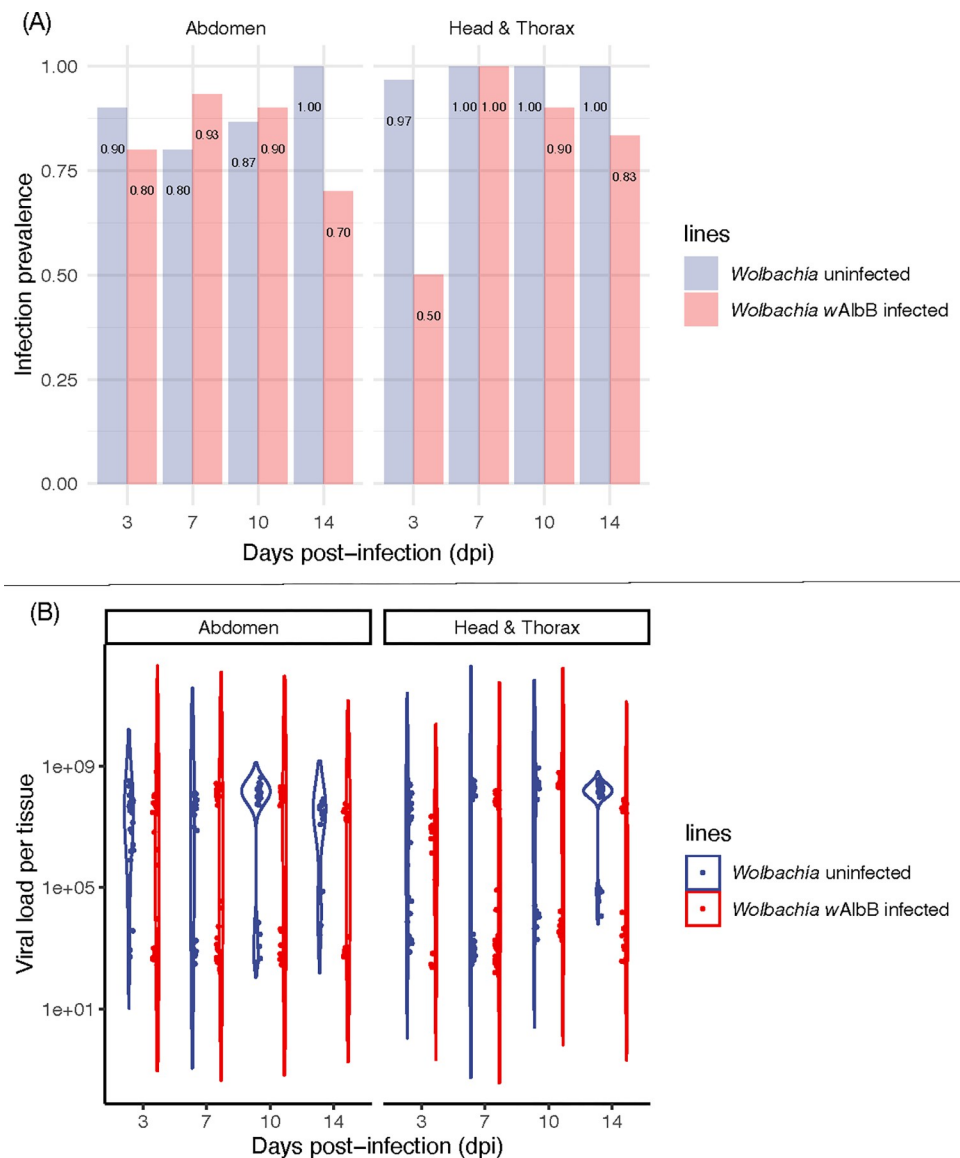 (A)
Abdomen
Head & Thorax
Infection prevalence
1.00
0.75
0.50
0.25
0.00
0.90
0.80
0.80
0.93
0.87
0.90
1.00
0.70
0.97
0.50
1.00
1.00
1.00
0.90
1.00
0.83
3
7
10
14
3
7
10
14
Days post–infection (dpi)
lines
Wolbachia uninfected
Wolbachia wAlbB infected
(B)
Abdomen
Head & Thorax
Viral load per tissue
1e+09
1e+05
1e+01
3
7
10
14
3
7
10
14
Days post–infection (dpi)
lines
Wolbachia uninfected
Wolbachia wAlbB infected